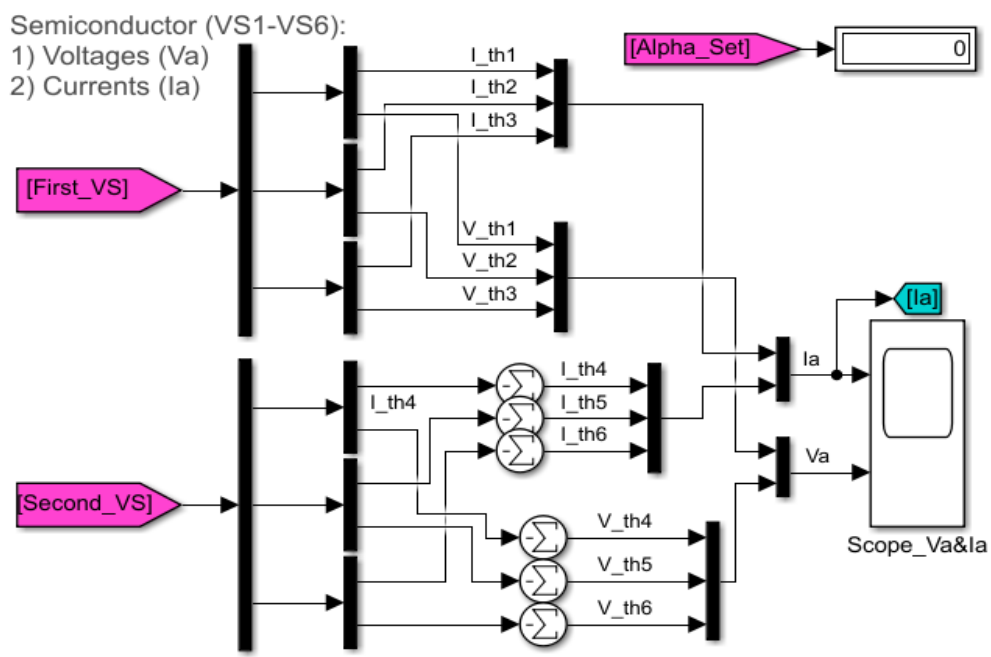 Semiconductor (VS1-VS6):
1) Voltages (Va)
2) Currents (Ia)
[Alpha_Set]
0
I_th1
I_th2
I_th3
[First_VS]
V_th1
V_th2
V_th3
[Ia]
Ia
I_th4
I_th4
I_th5
I_th6
Va
[Second_VS]
V_th4
V_th5
V_th6
Scope_Va&Ia